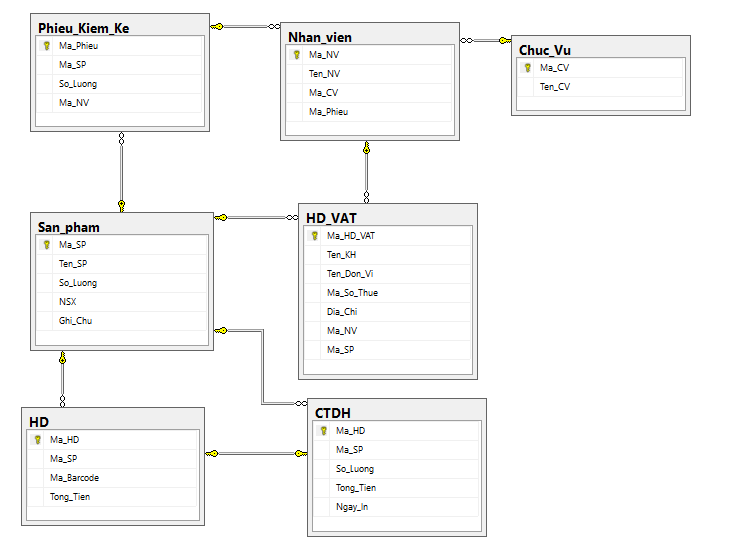 Phieu_Kiem_Ke
Ma_Phieu
Ma_SP
So_Luong
Ma_NV
Nhan_vien
Ma_NV
Ten_NV
Ma_CV
Ma_Phieu
Chuc_Vu
Ma_CV
Ten_CV
San_pham
Ma_SP
Ten_SP
So_Luong
NSX
Ghi_Chu
HD_VAT
Ma_HD_VAT
Ten_KH
Ten_Don_Vi
Ma_So_Thue
Dia_Chi
Ma_NV
Ma_SP
HD
Ma_HD
Ma_SP
Ma_Barcode
Tong_Tien
CTDH
Ma_HD
Ma_SP
So_Luong
Tong_Tien
Ngay_In